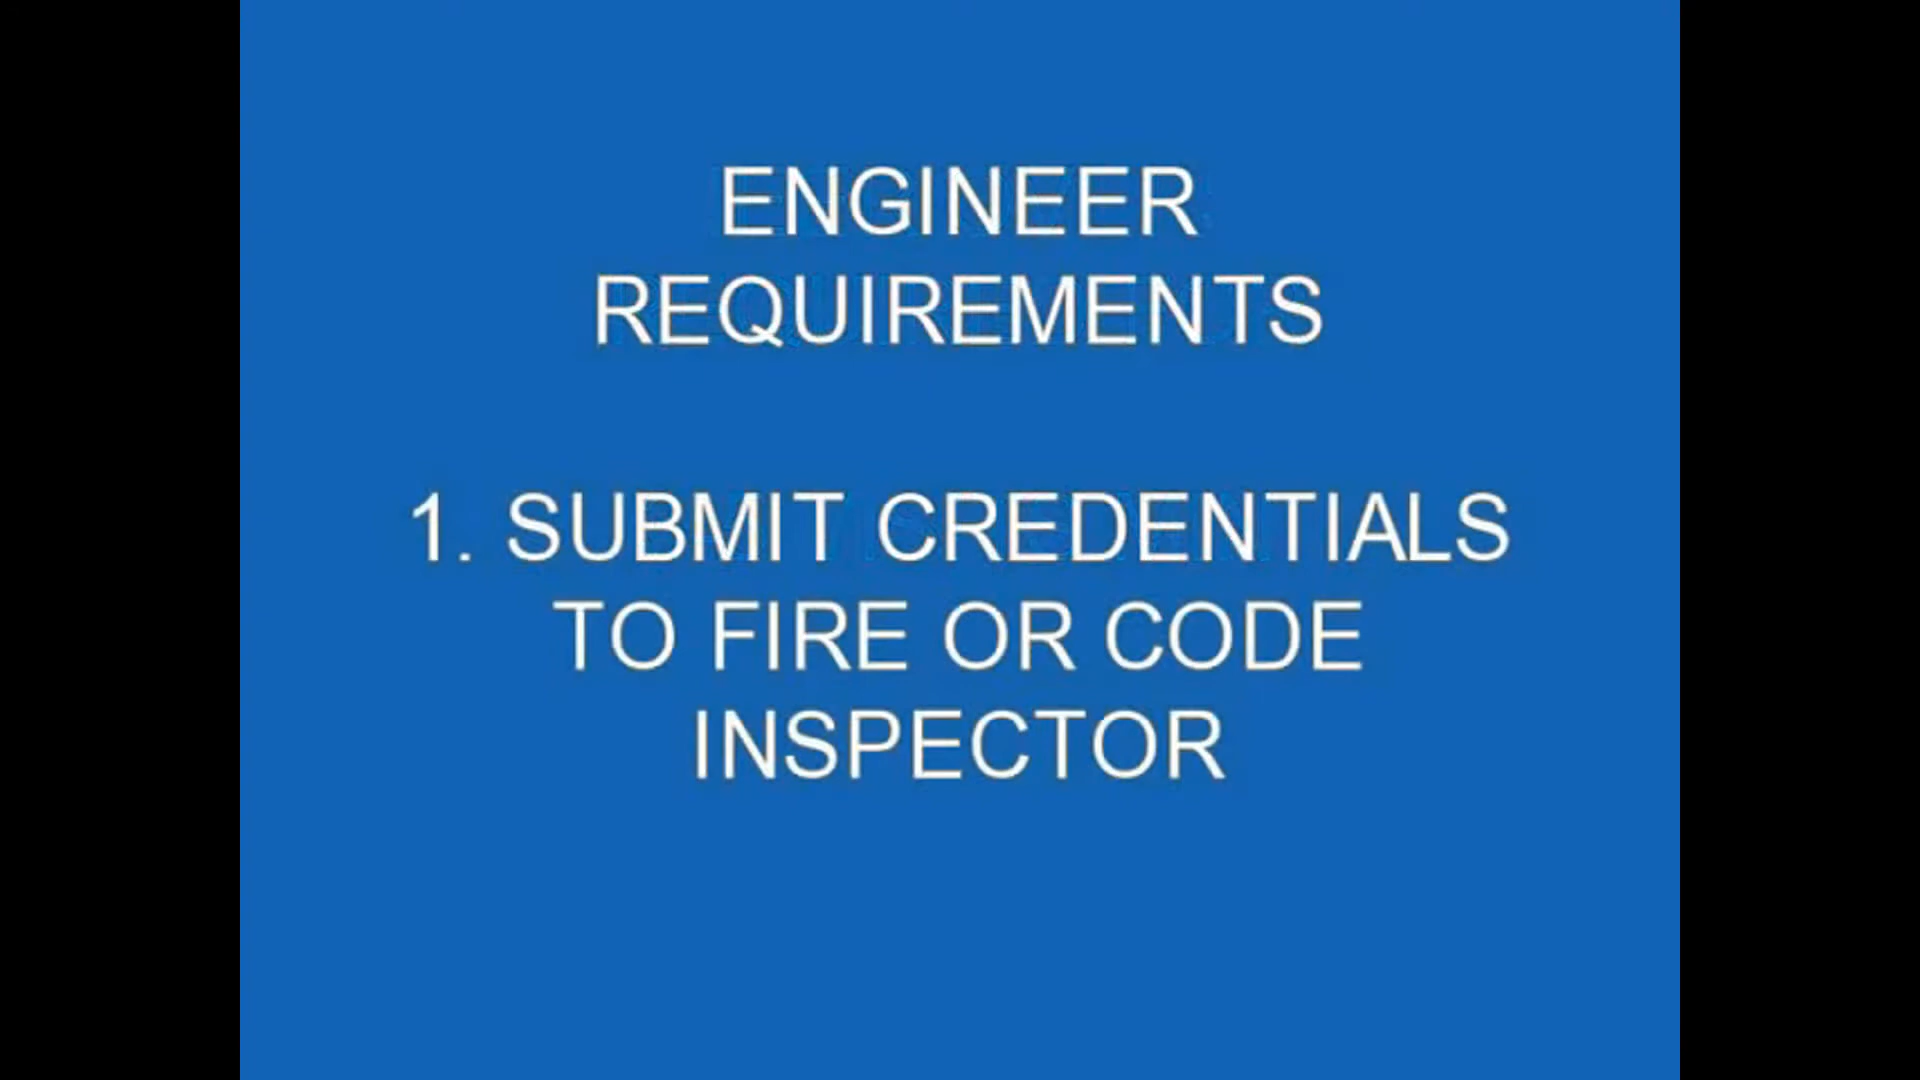 ENGINEER
REQUIREMENTS
1. SUBMIT CREDENTIALS
TO FIRE OR CODE
INSPECTOR